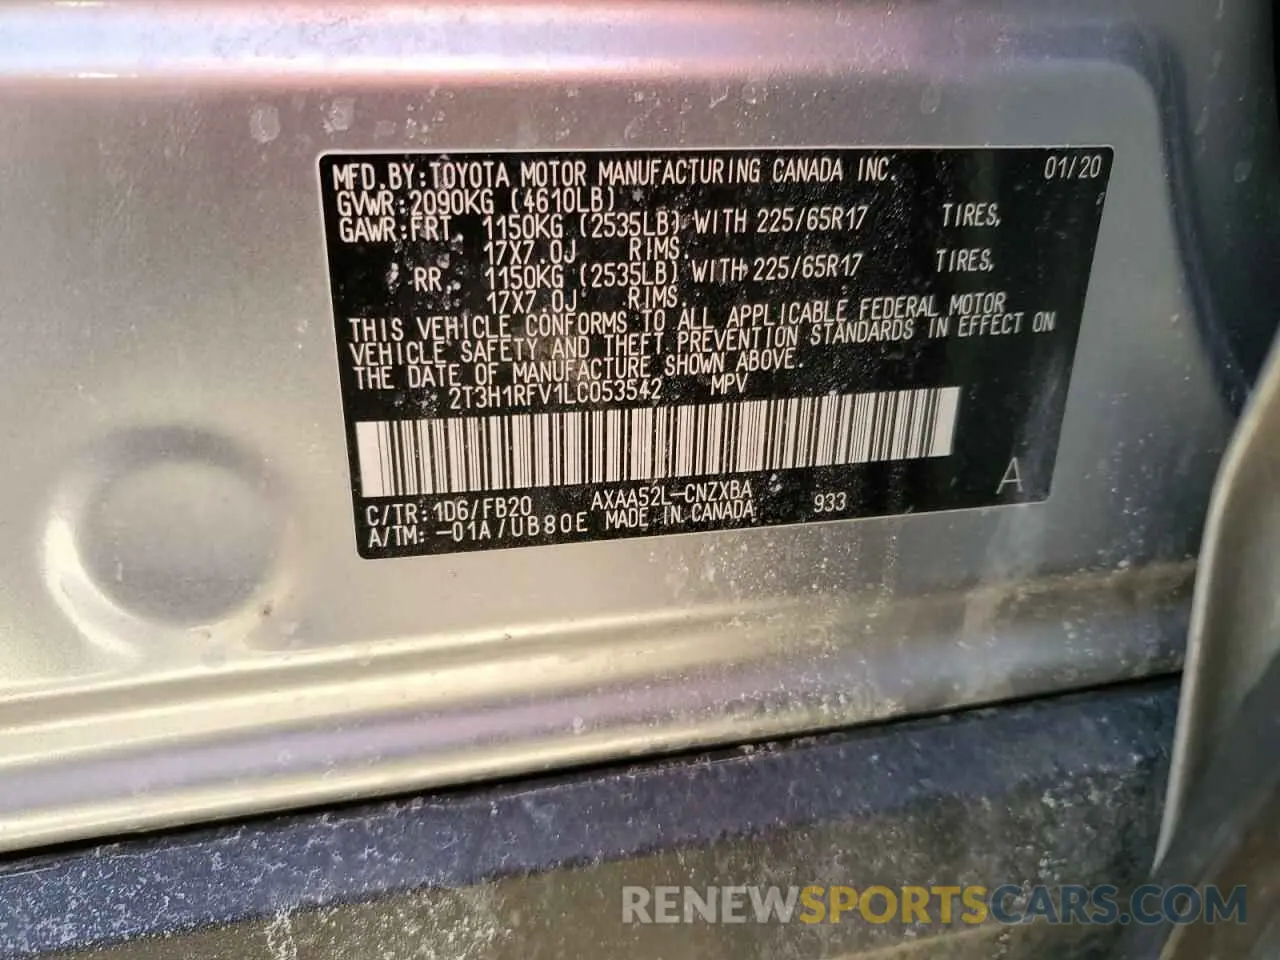 MFD.BY:TOYOTA MOTOR MANUFACTURING CANADA INC. 01/20
GVWR:2090KG (4610LB)
GAWR:FRT. 1150KG (2535LB) WITH 225/65R17 TIRES,
17X7.0J RIMS.
RR. 1150KG (2535LB) WITH 225/65R17 TIRES,
17X7.0J RIMS.
THIS VEHICLE CONFORMS TO ALL APPLICABLE FEDERAL MOTOR
VEHICLE SAFETY AND THEFT PREVENTION STANDARDS IN EFFECT ON
THE DATE OF MANUFACTURE SHOWN ABOVE.
2T3H1RFV1LC053542 MPV
C/TR:1D6/FB20 AXAA52L-CNZXBA 933 A
A/TM: -01A/UB80E MADE IN CANADA
RENEWSPORTSCARS.COM